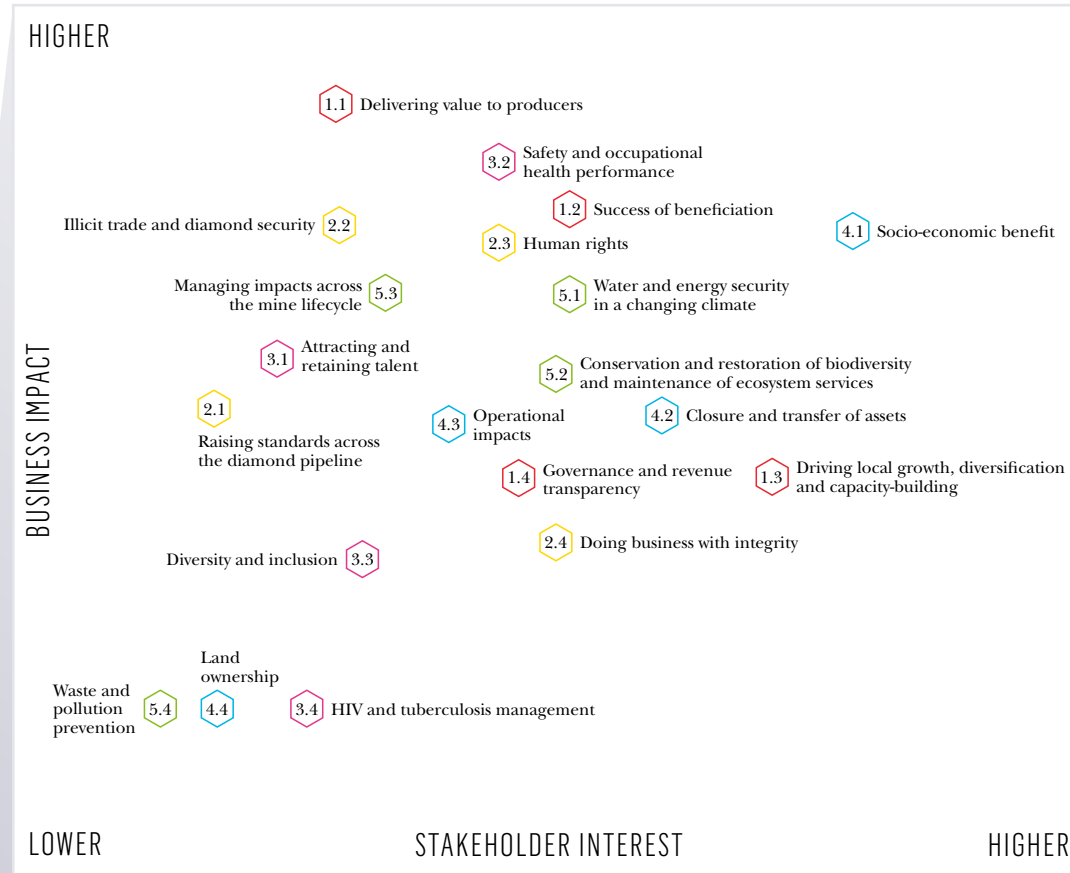 HIGHER
1.1 Delivering value to producers
3.2 Safety and occupational
health performance
1.2 Success of beneficiation
Illicit trade and diamond security 2.2
2.3 Human rights
4.1 Socio-economic benefit
Managing impacts across
the mine lifecycle 5.3
5.1 Water and energy security
in a changing climate
3.1 Attracting and
retaining talent
5.2 Conservation and restoration of biodiversity
and maintenance of ecosystem services
2.1
Raising standards across
the diamond pipeline
4.3 Operational
impacts
4.2 Closure and transfer of assets
1.4 Governance and revenue
transparency
1.3 Driving local growth, diversification
and capacity-building
2.4 Doing business with integrity
Diversity and inclusion 3.3
BUSINESS IMPACT
Waste and
pollution
prevention 5.4
Land
ownership
4.4
3.4 HIV and tuberculosis management
LOWER
STAKEHOLDER INTEREST
HIGHER